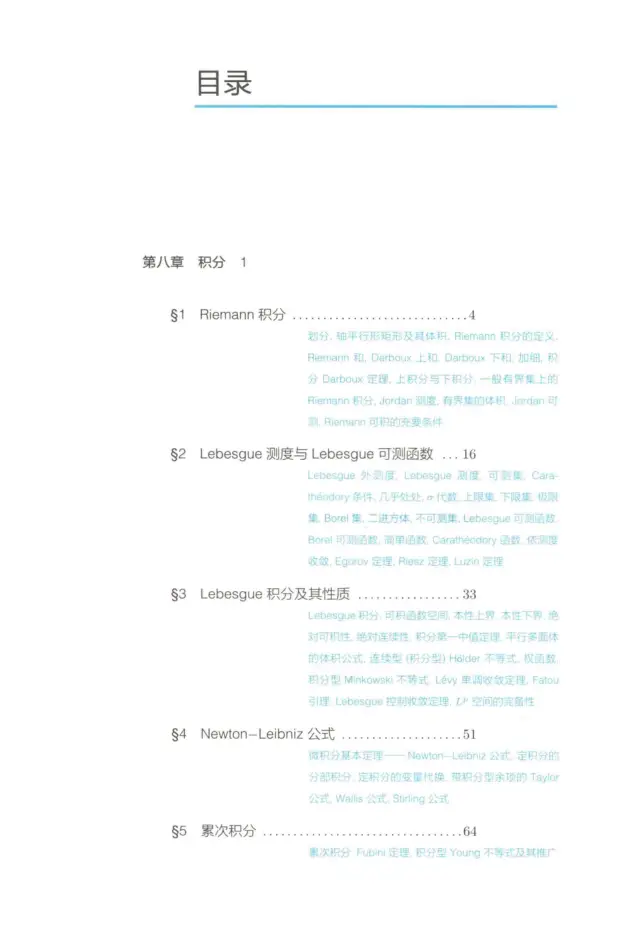 目录
第八章 积分 1
§1 Riemann 积分 ............................. 4
划分, 轴平行形矩形及其体积, Riemann 积分的定义,
Riemann 和, Darboux 上和, Darboux 下和, 加细, 积
分 Darboux 定理, 上积分与下积分, 一般有界集上的
Riemann 积分, Jordan 测度, 有界集的体积, Jordan 可
测, Riemann 可积的充要条件
§2 Lebesgue 测度与 Lebesgue 可测函数 ... 16
Lebesgue 外测度, Lebesgue 测度, 可测集, Cara-
théodory 条件, 几乎处处, σ 代数, 上限集, 下限集, 极限
集, Borel 集, 二进方体, 不可测集, Lebesgue 可测函数,
Borel 可测函数, 简单函数, Carathéodory 函数, 依测度
收敛, Egorov 定理, Riesz 定理, Luzin 定理
§3 Lebesgue 积分及其性质 ................. 33
Lebesgue 积分, 可积函数空间, 本性上界, 本性下界, 绝
对可积性, 绝对连续性, 积分第一中值定理, 平行多面体
的体积公式, 连续型 (积分型) Hölder 不等式, 权函数,
积分型 Minkowski 不等式, Lévy 单调收敛定理, Fatou
引理, Lebesgue 控制收敛定理, Lᵖ 空间的完备性
§4 Newton–Leibniz 公式 .................... 51
微积分基本定理——Newton–Leibniz 公式, 定积分的
分部积分, 定积分的变量代换, 带积分型余项的 Taylor
公式, Wallis 公式, Stirling 公式
§5 累次积分 ................................. 64
累次积分, Fubini 定理, 积分型 Young 不等式及其推广